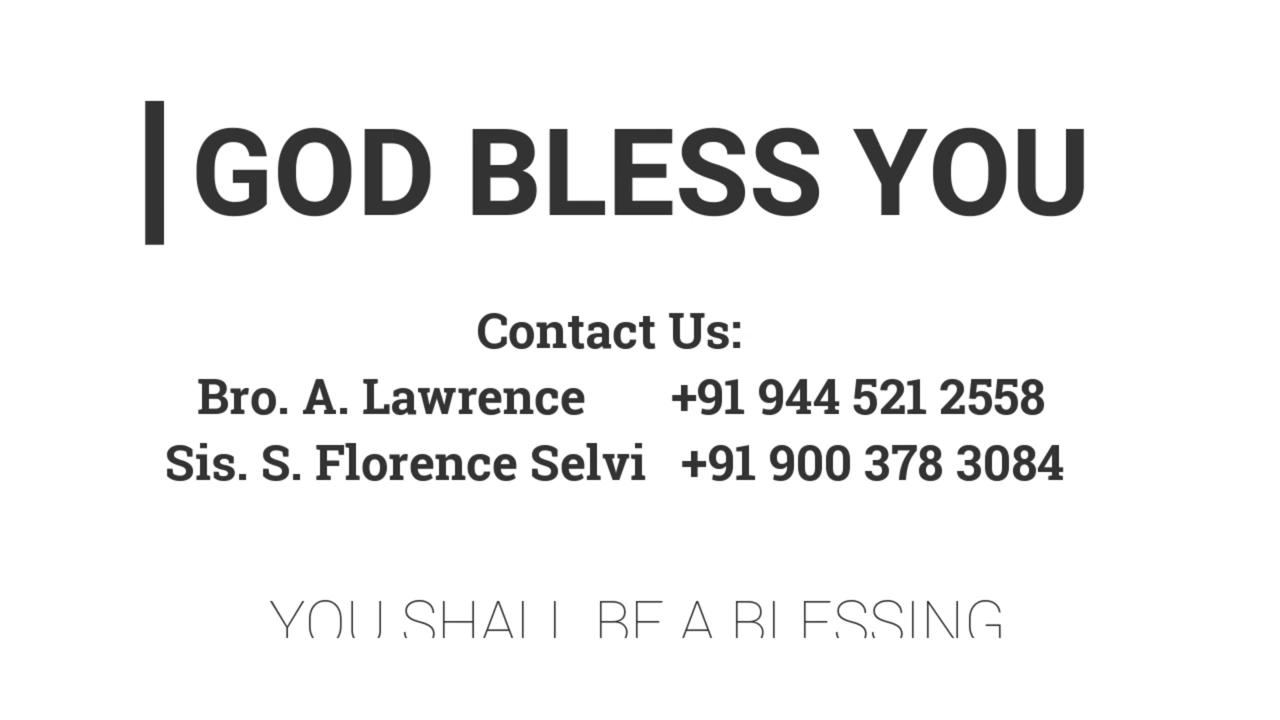 GOD BLESS YOU
Contact Us:
Bro. A. Lawrence +91 944 521 2558
Sis. S. Florence Selvi +91 900 378 3084
YOU SHALL BE A BLESSING